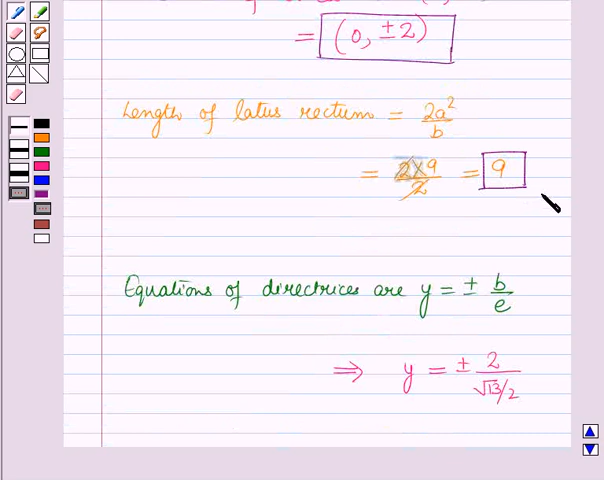 = (0, ±2)
Length of latus rectum = 2a²/b
= 2×9/2 = 9
Equations of directrices are y = ± b/e
⇒ y = ± 2/√13/2